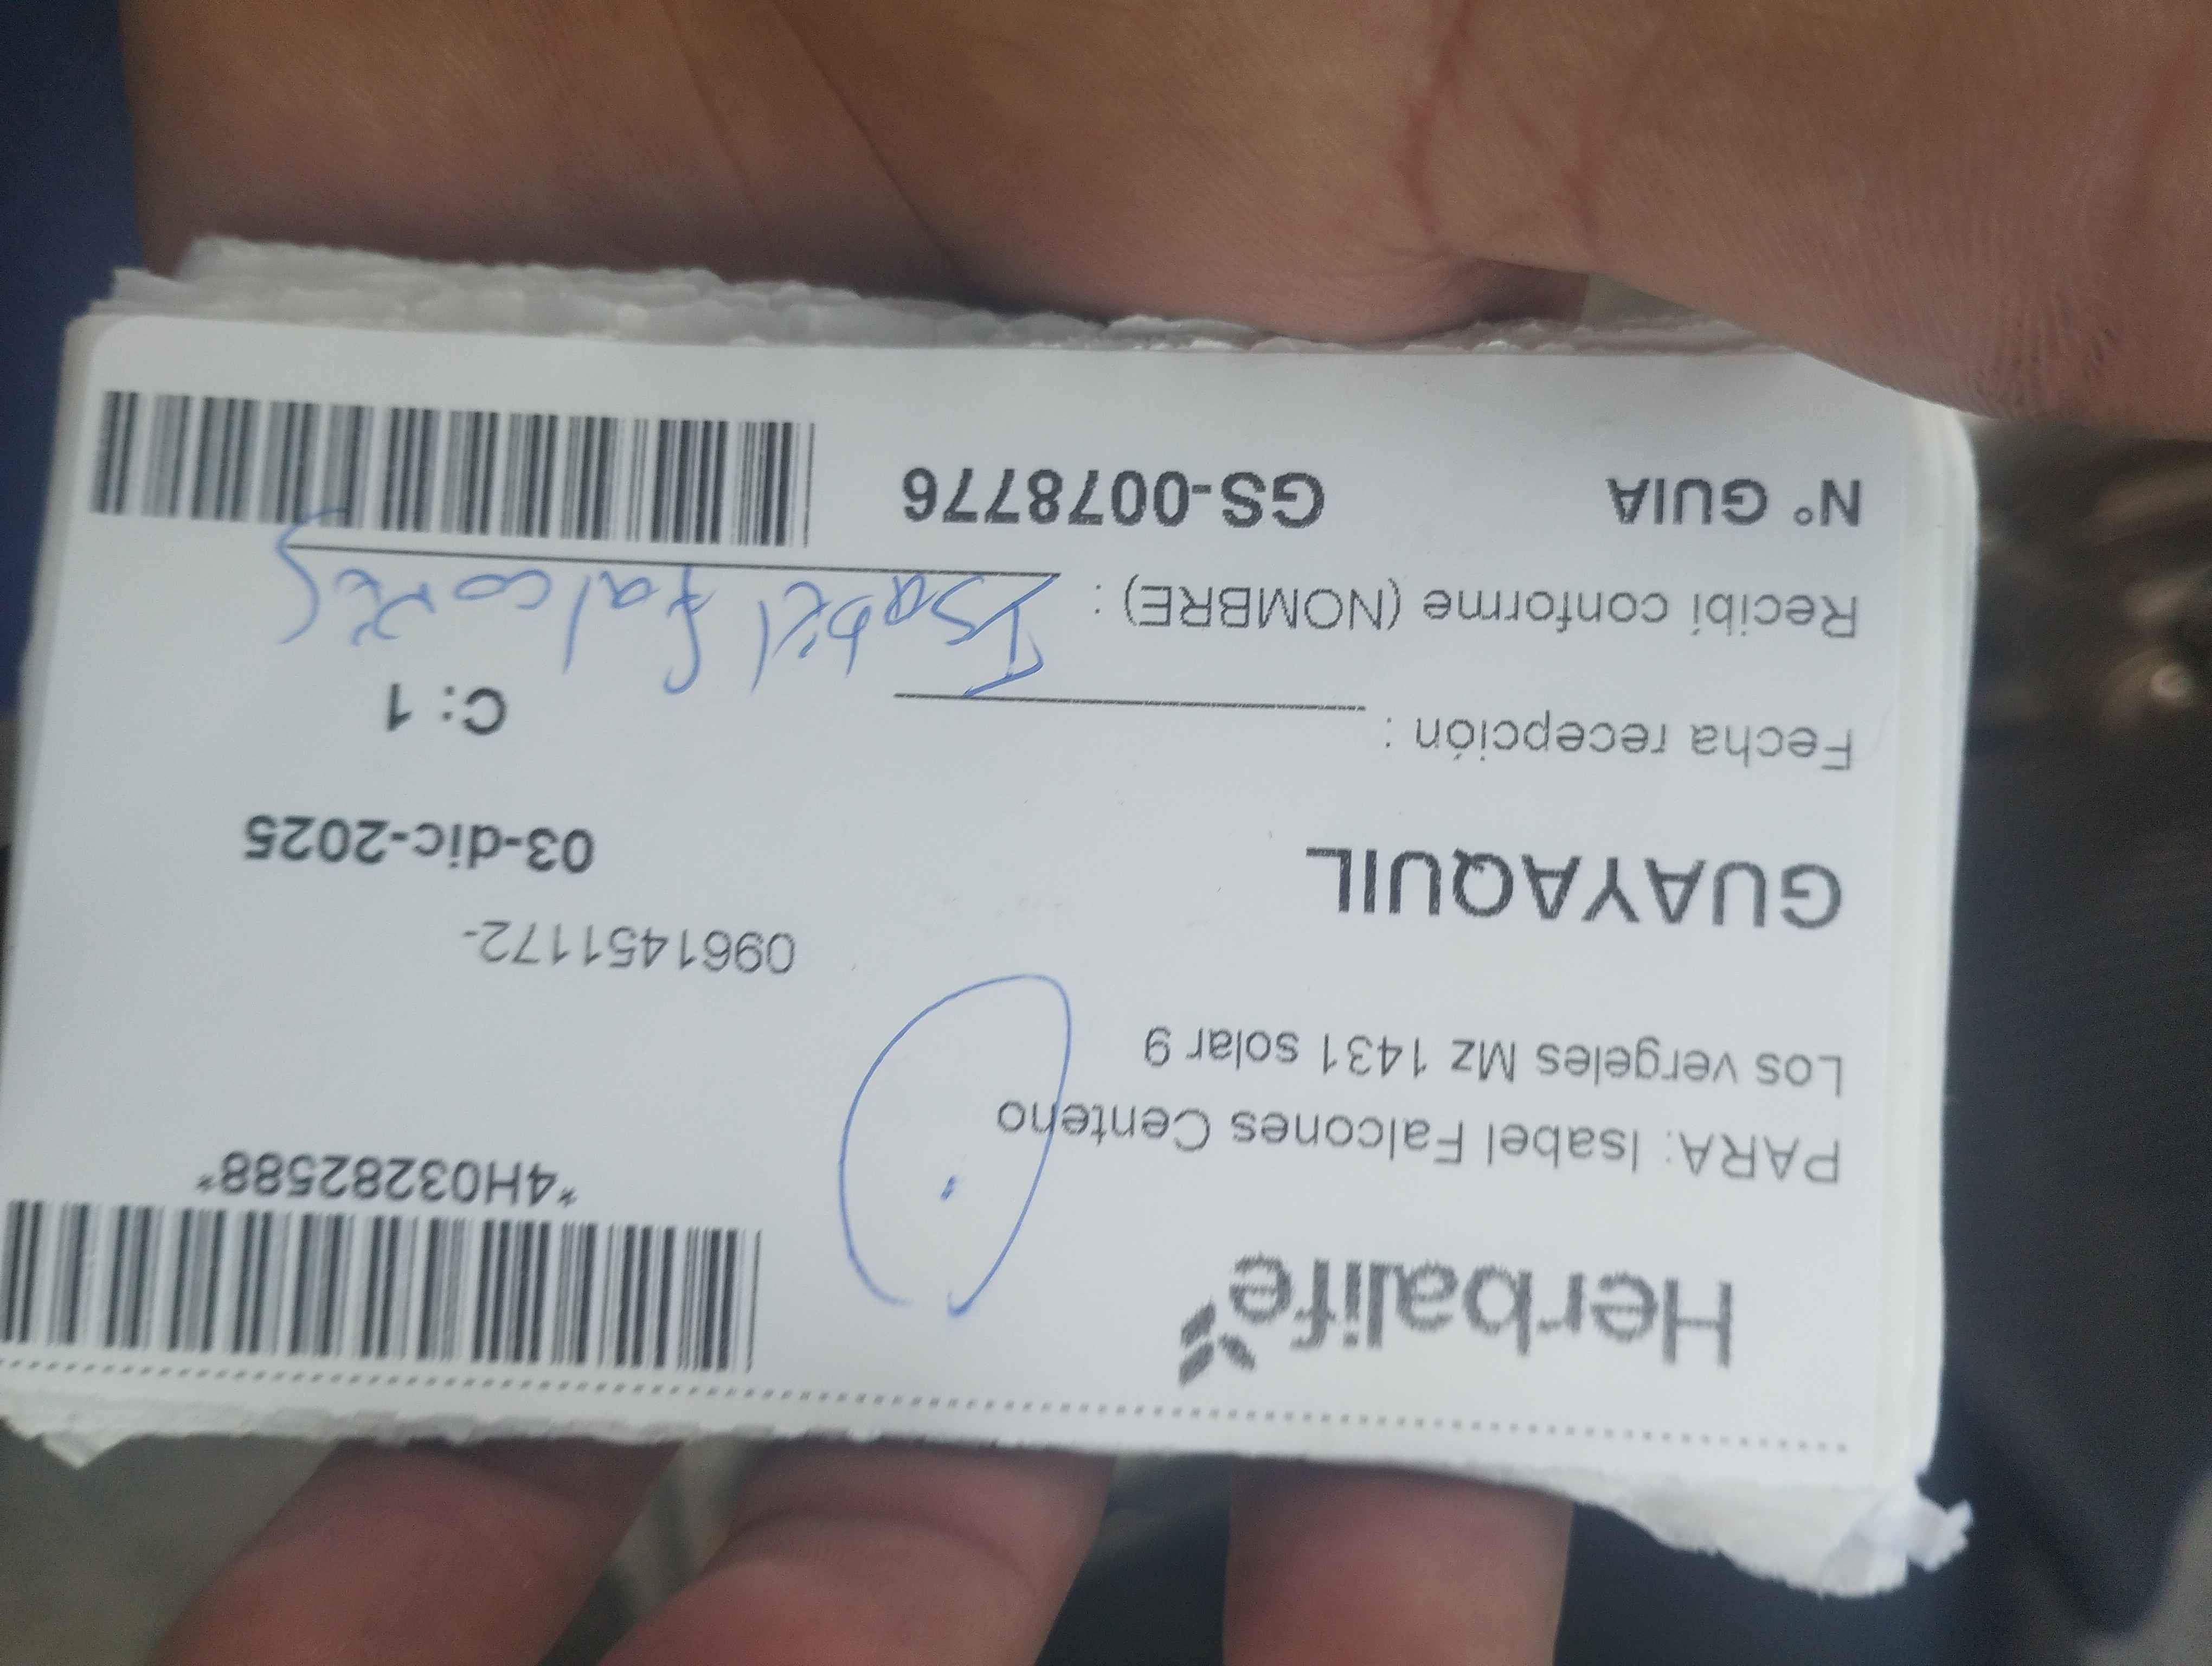 Herbalife
*4H03282588*
PARA: Isabel Falcones Centeno
Los vergeles Mz 1431 solar 9
0961451172-
GUAYAQUIL
03-dic-2025
Fecha recepción :
C: 1
Recibí conforme (NOMBRE) : Isabel falcones
N° GUIA GS-0078776